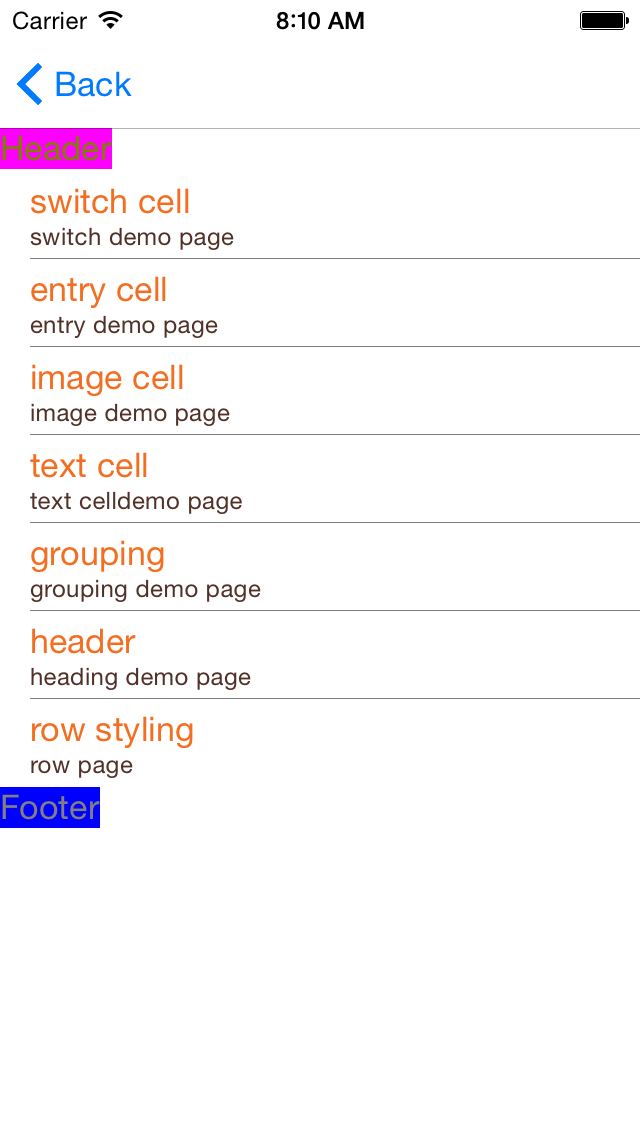 Carrier 8:10 AM
Back
Header
switch cell
switch demo page
entry cell
entry demo page
image cell
image demo page
text cell
text celldemo page
grouping
grouping demo page
header
heading demo page
row styling
row page
Footer